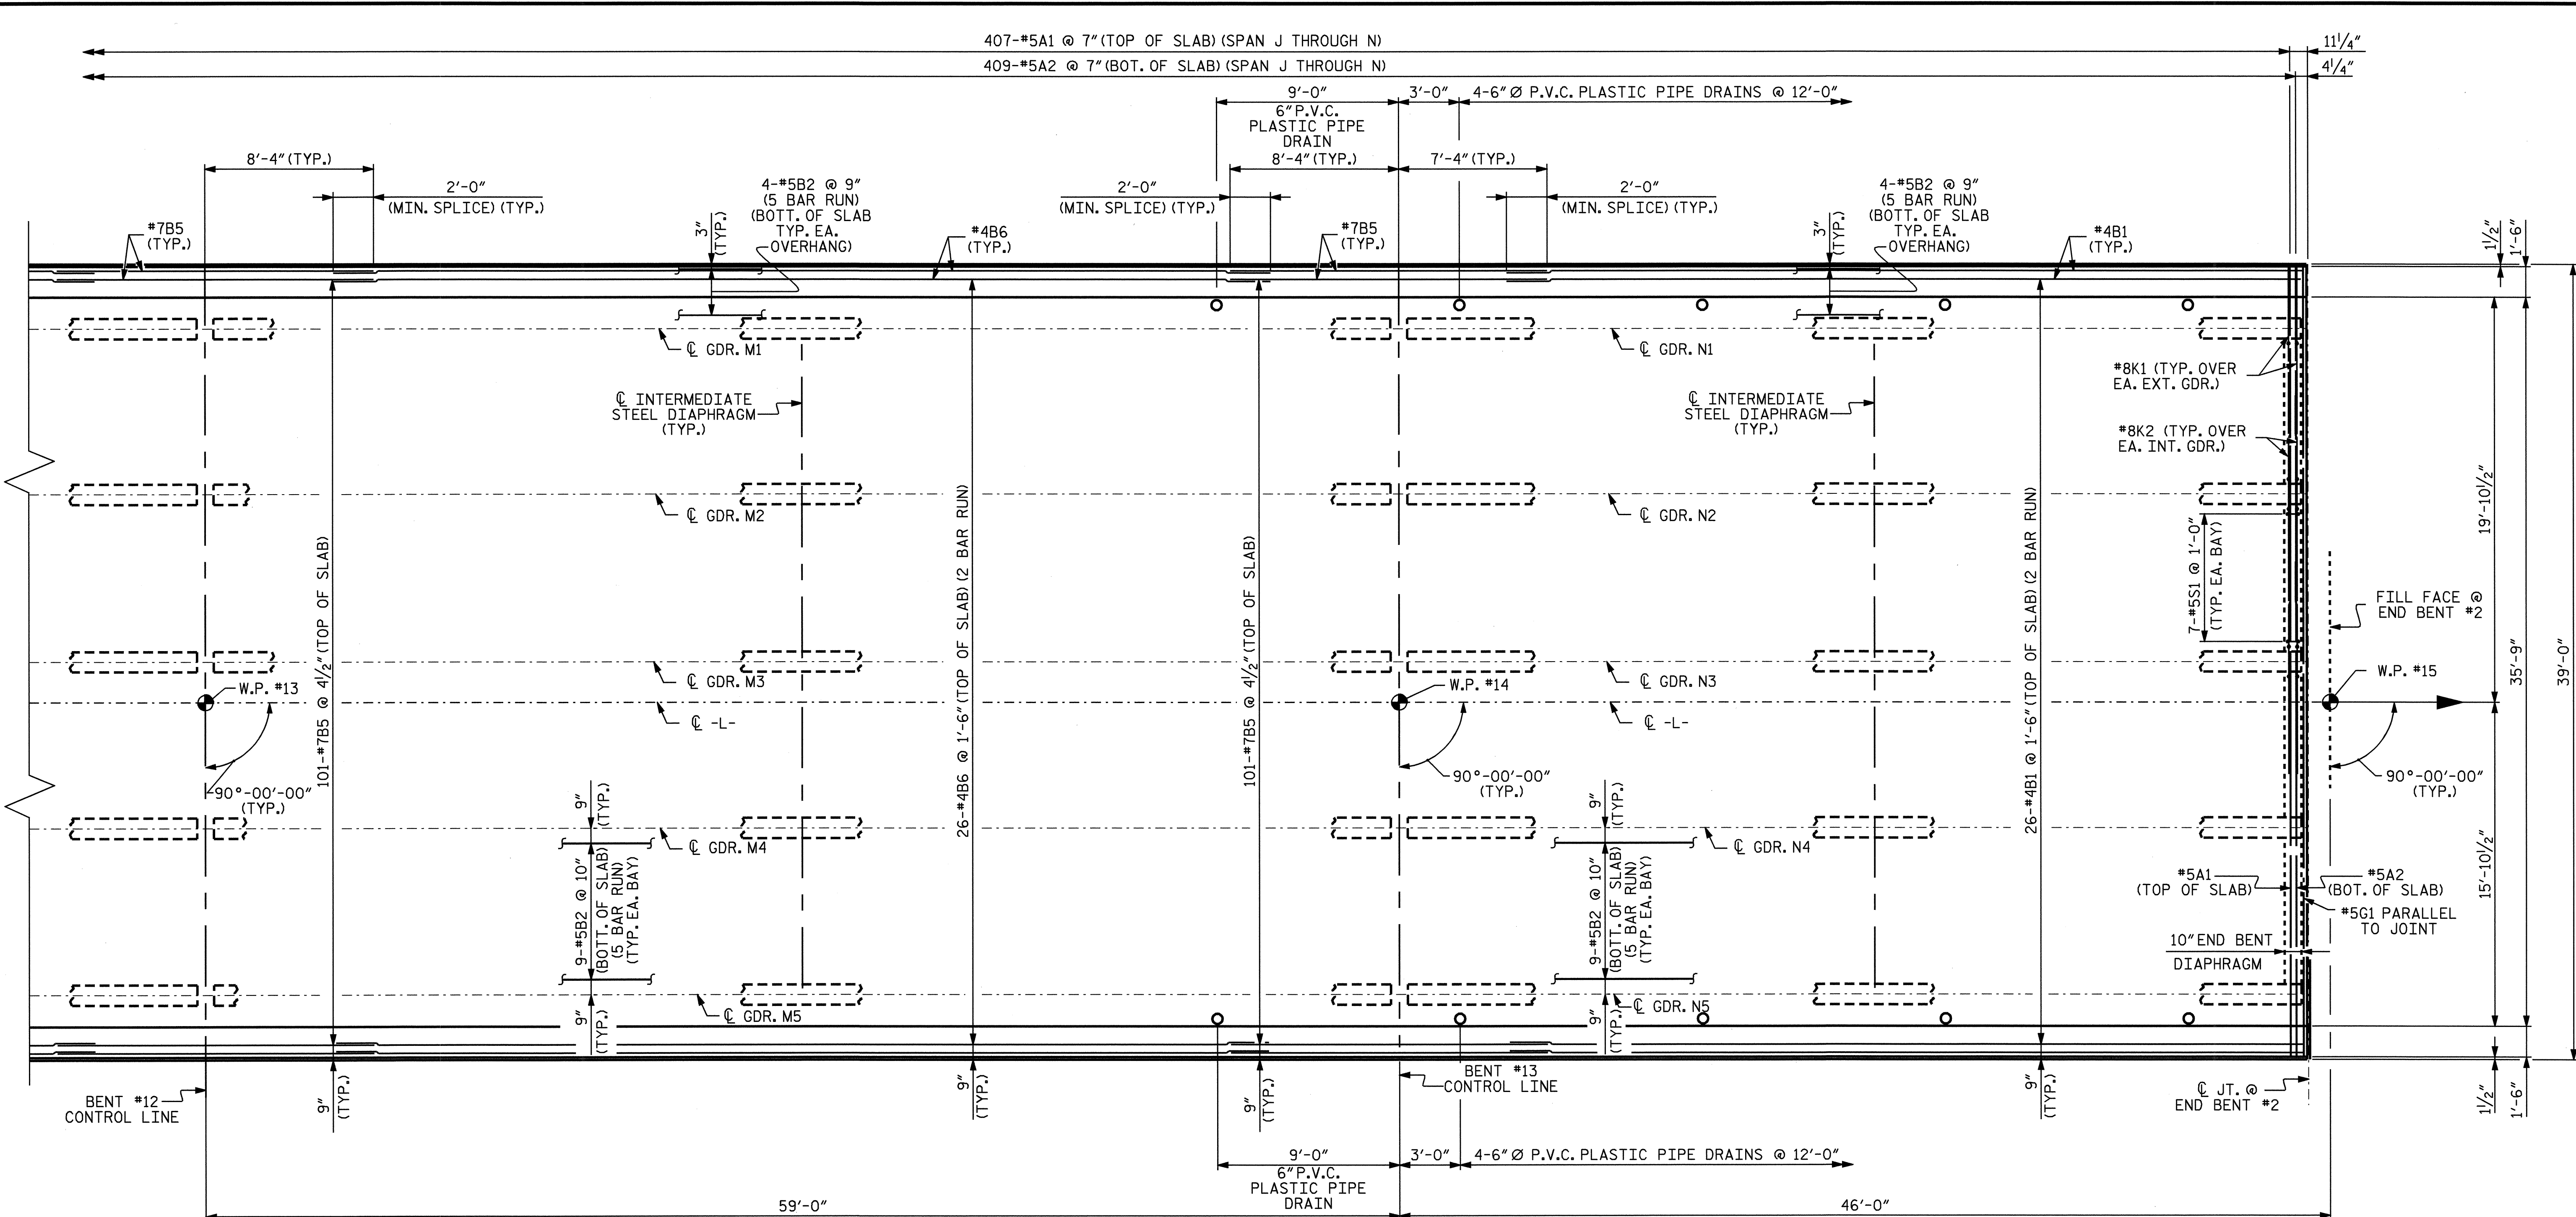 407-#5A1 @ 7" (TOP OF SLAB) (SPAN J THROUGH N)
11 1/4"
409-#5A2 @ 7" (BOT. OF SLAB) (SPAN J THROUGH N)
4 1/4"
9'-0"
3'-0"
4-6" Ø P.V.C. PLASTIC PIPE DRAINS @ 12'-0"
6" P.V.C.
PLASTIC PIPE
DRAIN
8'-4" (TYP.)
8'-4" (TYP.)
7'-4" (TYP.)
2'-0"
(MIN. SPLICE) (TYP.)
4-#5B2 @ 9"
(5 BAR RUN)
(BOTT. OF SLAB
TYP. EA.
OVERHANG)
2'-0"
(MIN. SPLICE) (TYP.)
2'-0"
(MIN. SPLICE) (TYP.)
4-#5B2 @ 9"
(5 BAR RUN)
(BOTT. OF SLAB
TYP. EA.
OVERHANG)
#7B5
(TYP.)
3"
(TYP.)
#4B6
(TYP.)
#7B5
(TYP.)
3"
(TYP.)
#4B1
(TYP.)
1 1/2"
1'-6"
℄ GDR. M1
℄ GDR. N1
#8K1 (TYP. OVER
EA. EXT. GDR.)
℄ INTERMEDIATE
STEEL DIAPHRAGM
(TYP.)
℄ INTERMEDIATE
STEEL DIAPHRAGM
(TYP.)
#8K2 (TYP. OVER
EA. INT. GDR.)
℄ GDR. M2
℄ GDR. N2
19'-10 1/2"
101-#7B5 @ 4 1/2" (TOP OF SLAB)
26-#4B6 @ 1'-6" (TOP OF SLAB) (2 BAR RUN)
101-#7B5 @ 4 1/2" (TOP OF SLAB)
26-#4B1 @ 1'-6" (TOP OF SLAB) (2 BAR RUN)
7-#5S1 @ 1'-0"
(TYP. EA. BAY)
FILL FACE @
END BENT #2
35'-9"
39'-0"
W.P. #13
℄ GDR. M3
W.P. #14
℄ GDR. N3
W.P. #15
℄ -L-
℄ -L-
90°-00'-00"
(TYP.)
90°-00'-00"
(TYP.)
90°-00'-00"
(TYP.)
9"
(TYP.)
9"
(TYP.)
℄ GDR. M4
℄ GDR. N4
9-#5B2 @ 10"
(BOTT. OF SLAB)
(5 BAR RUN)
(TYP. EA. BAY)
9-#5B2 @ 10"
(BOTT. OF SLAB)
(5 BAR RUN)
(TYP. EA. BAY)
#5A1
(TOP OF SLAB)
#5A2
(BOT. OF SLAB)
15'-10 1/2"
#5G1 PARALLEL
TO JOINT
10" END BENT
DIAPHRAGM
9"
(TYP.)
℄ GDR. M5
9"
(TYP.)
℄ GDR. N5
BENT #12
CONTROL LINE
9"
(TYP.)
9"
(TYP.)
9"
(TYP.)
BENT #13
CONTROL LINE
9"
(TYP.)
℄ JT. @
END BENT #2
1 1/2"
1'-6"
9'-0"
3'-0"
4-6" Ø P.V.C. PLASTIC PIPE DRAINS @ 12'-0"
6" P.V.C.
PLASTIC PIPE
DRAIN
59'-0"
46'-0"